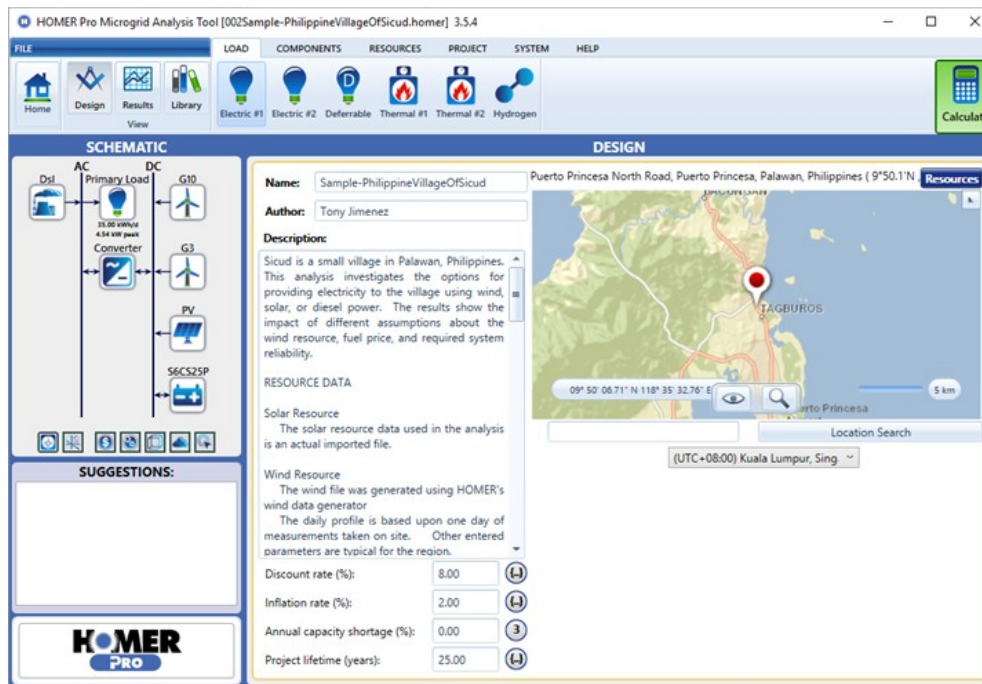 HOMER Pro Microgrid Analysis Tool [002Sample-PhilippineVillageOfSicud.homer] 3.5.4
FILE
LOAD COMPONENTS RESOURCES PROJECT SYSTEM HELP
Home
Design Results Library
View
D
Electric #1 Electric #2 Deferrable Thermal #1 Thermal #2 Hydrogen
Calculat
SCHEMATIC
DESIGN
AC DC
Dsl Primary Load G10
35.00 kWh/d
4.54 kW peak
Converter G3
PV
S6CS25P
SUGGESTIONS:
HOMER
PRO
Name: Sample-PhilippineVillageOfSicud
Author: Tony Jimenez
Description:
Sicud is a small village in Palawan, Philippines.
This analysis investigates the options for
providing electricity to the village using wind,
solar, or diesel power. The results show the
impact of different assumptions about the
wind resource, fuel price, and required system
reliability.
RESOURCE DATA
Solar Resource
The solar resource data used in the analysis
is an actual imported file.
Wind Resource
The wind file was generated using HOMER's
wind data generator
The daily profile is based upon one day of
measurements taken on site. Other entered
parameters are typical for the region.
Discount rate (%): 8.00 {..}
Inflation rate (%): 2.00 {..}
Annual capacity shortage (%): 0.00 3
Project lifetime (years): 25.00 {..}
Puerto Princesa North Road, Puerto Princesa, Palawan, Philippines ( 9°50.1'N , Resources
BACUNGAN
TAGBUROS
09° 50' 06.71" N 118° 35' 32.76" E
5 km
erto Princesa
Location Search
(UTC+08:00) Kuala Lumpur, Sing